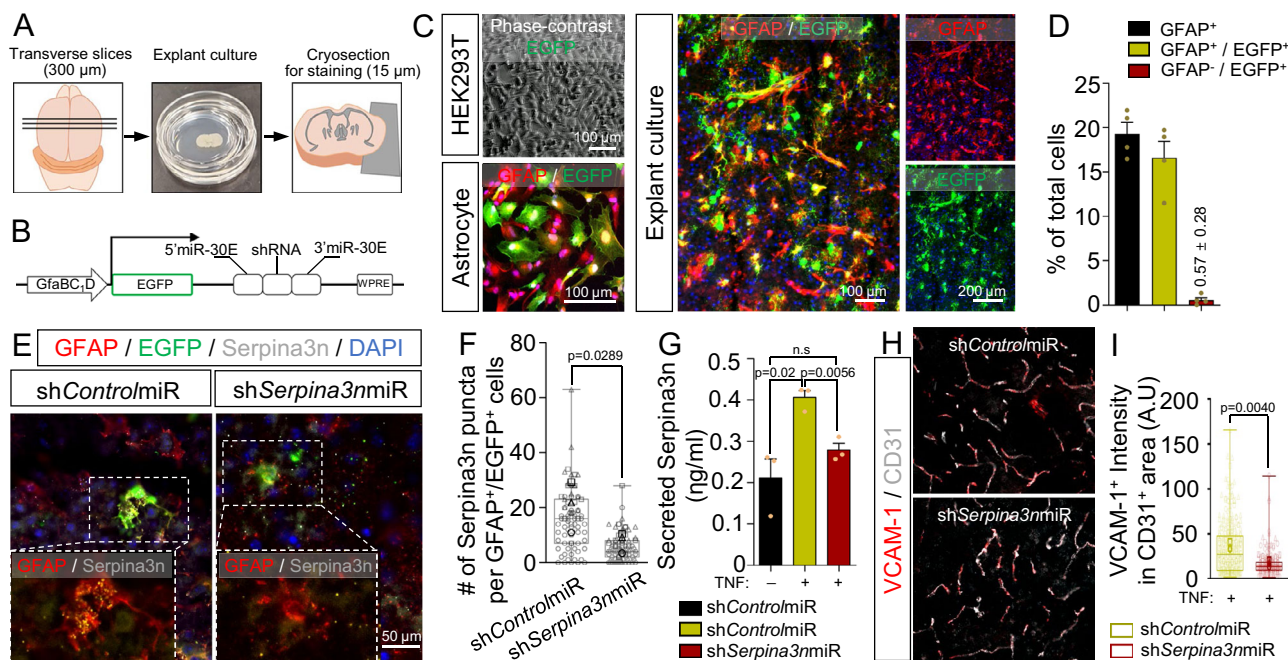 A
Transverse slices
(300 µm)
Explant culture
Cryosection
for staining (15 µm)
B
5'miR-30E
shRNA
3'miR-30E
GfaBC1D
EGFP
WPRE
C
HEK293T
Phase-contrast
EGFP
100 µm
Astrocyte
GFAP / EGFP
100 µm
Explant culture
GFAP / EGFP
100 µm
GFAP
EGFP
200 µm
D
GFAP+
GFAP+ / EGFP+
GFAP- / EGFP+
% of total cells
25
20
15
10
5
0
0.57 ± 0.28
E
GFAP / EGFP / Serpina3n / DAPI
shControlmiR
shSerpina3nmiR
GFAP / Serpina3n
GFAP / Serpina3n
50 µm
F
# of Serpina3n puncta
per GFAP+/EGFP+ cells
80
60
40
20
0
p=0.0289
shControlmiR
shSerpina3nmiR
G
Secreted Serpina3n
(ng/ml)
0.5
0.4
0.3
0.2
0.1
n.s
p=0.02
p=0.0056
TNF: – + +
shControlmiR
shControlmiR
shSerpina3nmiR
H
VCAM-1 / CD31
shControlmiR
shSerpina3nmiR
I
VCAM-1+ Intensity
in CD31+ area (A.U)
200
150
100
50
0
p=0.0040
TNF: + +
shControlmiR
shSerpina3nmiR